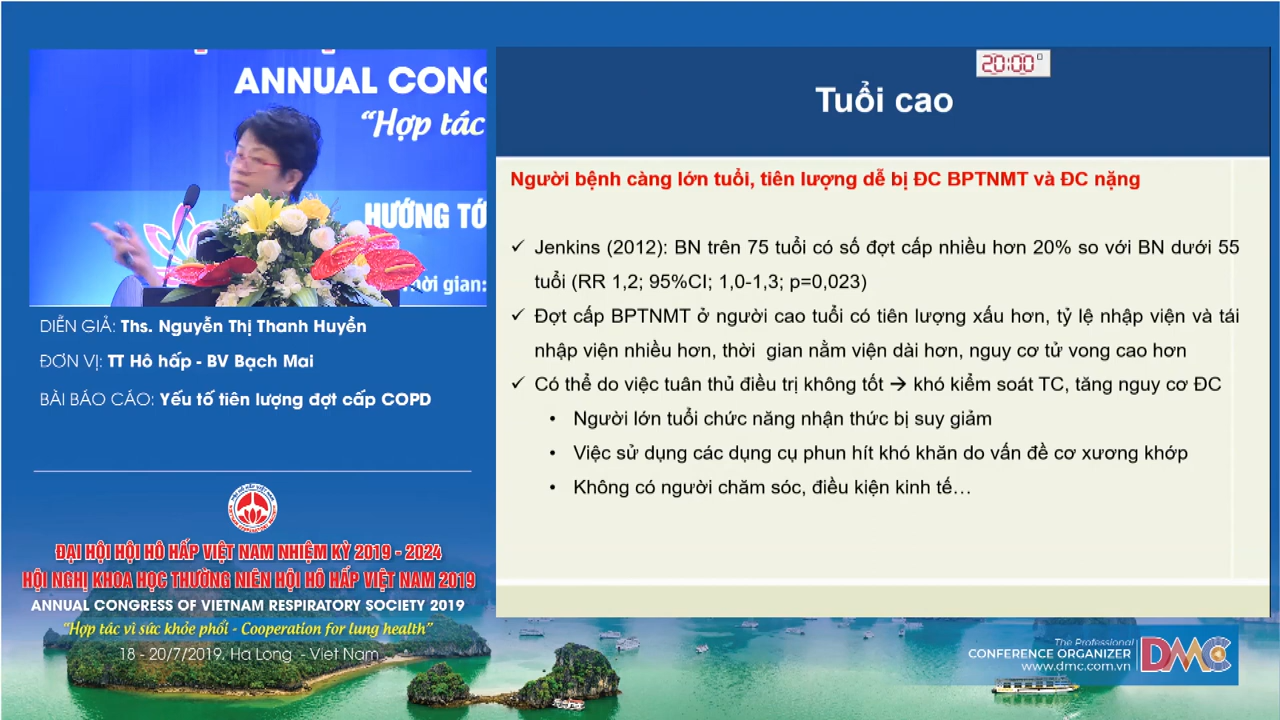 ANNUAL CONG
“Hợp tác
HƯỚNG TỚ
hời gian:
DIỄN GIẢ: Ths. Nguyễn Thị Thanh Huyền
ĐƠN VỊ: TT Hô hấp - BV Bạch Mai
BÀI BÁO CÁO: Yếu tố tiên lượng đợt cấp COPD
ĐẠI HỘI HỘI HÔ HẤP VIỆT NAM NHIỆM KỲ 2019 - 2024
HỘI NGHỊ KHOA HỌC THƯỜNG NIÊN HỘI HÔ HẤP VIỆT NAM 2019
ANNUAL CONGRESS OF VIETNAM RESPIRATORY SOCIETY 2019
“Hợp tác vì sức khỏe phổi - Cooperation for lung health”
18 - 20/7/2019, Ha Long - Viet Nam
20:00
Tuổi cao
Người bệnh càng lớn tuổi, tiên lượng dễ bị ĐC BPTNMT và ĐC nặng
✓ Jenkins (2012): BN trên 75 tuổi có số đợt cấp nhiều hơn 20% so với BN dưới 55
tuổi (RR 1,2; 95%CI; 1,0-1,3; p=0,023)
✓ Đợt cấp BPTNMT ở người cao tuổi có tiên lượng xấu hơn, tỷ lệ nhập viện và tái
nhập viện nhiều hơn, thời gian nằm viện dài hơn, nguy cơ tử vong cao hơn
✓ Có thể do việc tuân thủ điều trị không tốt → khó kiểm soát TC, tăng nguy cơ ĐC
• Người lớn tuổi chức năng nhận thức bị suy giảm
• Việc sử dụng các dụng cụ phun hít khó khăn do vấn đề cơ xương khớp
• Không có người chăm sóc, điều kiện kinh tế…
The Professional
CONFERENCE ORGANIZER
www.dmc.com.vn
DMC